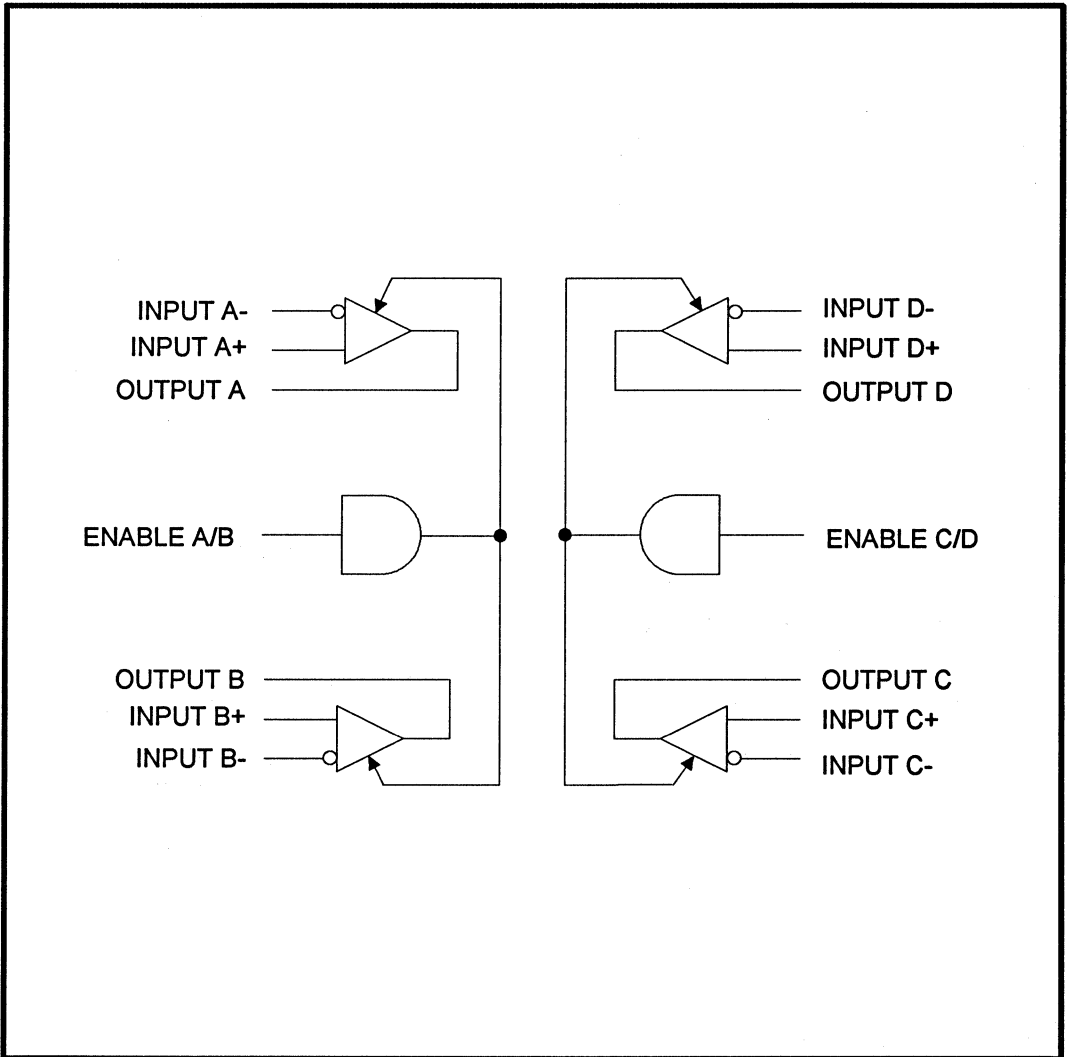 INPUT A-
INPUT A+
OUTPUT A
ENABLE A/B
OUTPUT B
INPUT B+
INPUT B-
INPUT D-
INPUT D+
OUTPUT D
ENABLE C/D
OUTPUT C
INPUT C+
INPUT C-